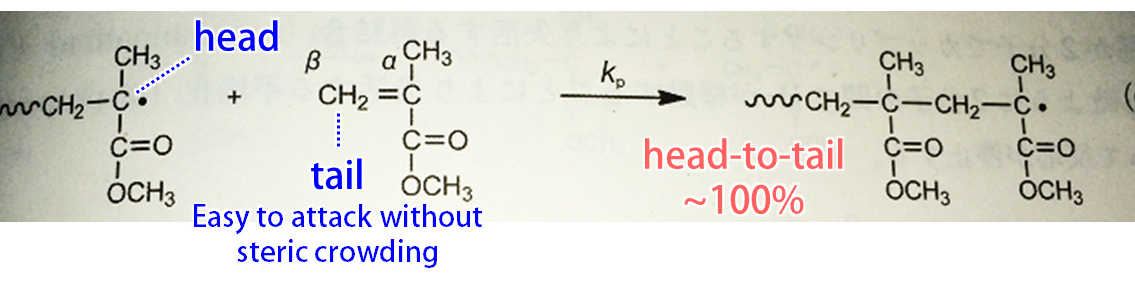 head
CH₃
β α CH₃
CH₃ CH₃
CH₂—C• + CH₂=C kₚ CH₂—C—CH₂—C• (
C=O C=O C=O C=O
OCH₃ OCH₃ OCH₃ OCH₃
tail
Easy to attack without
steric crowding
head-to-tail
~100%